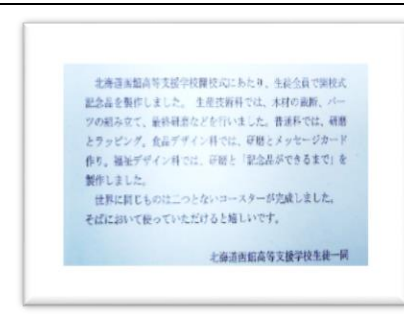 北海道函館高等支援学校開校式にあたり、生徒全員で開校式
記念品を製作しました。 生産技術科では、木材の裁断、パー
ツの組み立て、最終研磨などを行いました。普通科では、研磨
とラッピング。食品デザイン科では、研磨とメッセージカード
作り。福祉デザイン科では、研磨と「記念品ができるまで」を
製作しました。
世界に同じものは二つとないコースターが完成しました。
そばにおいて使っていただけると嬉しいです。
北海道函館高等支援学校生徒一同